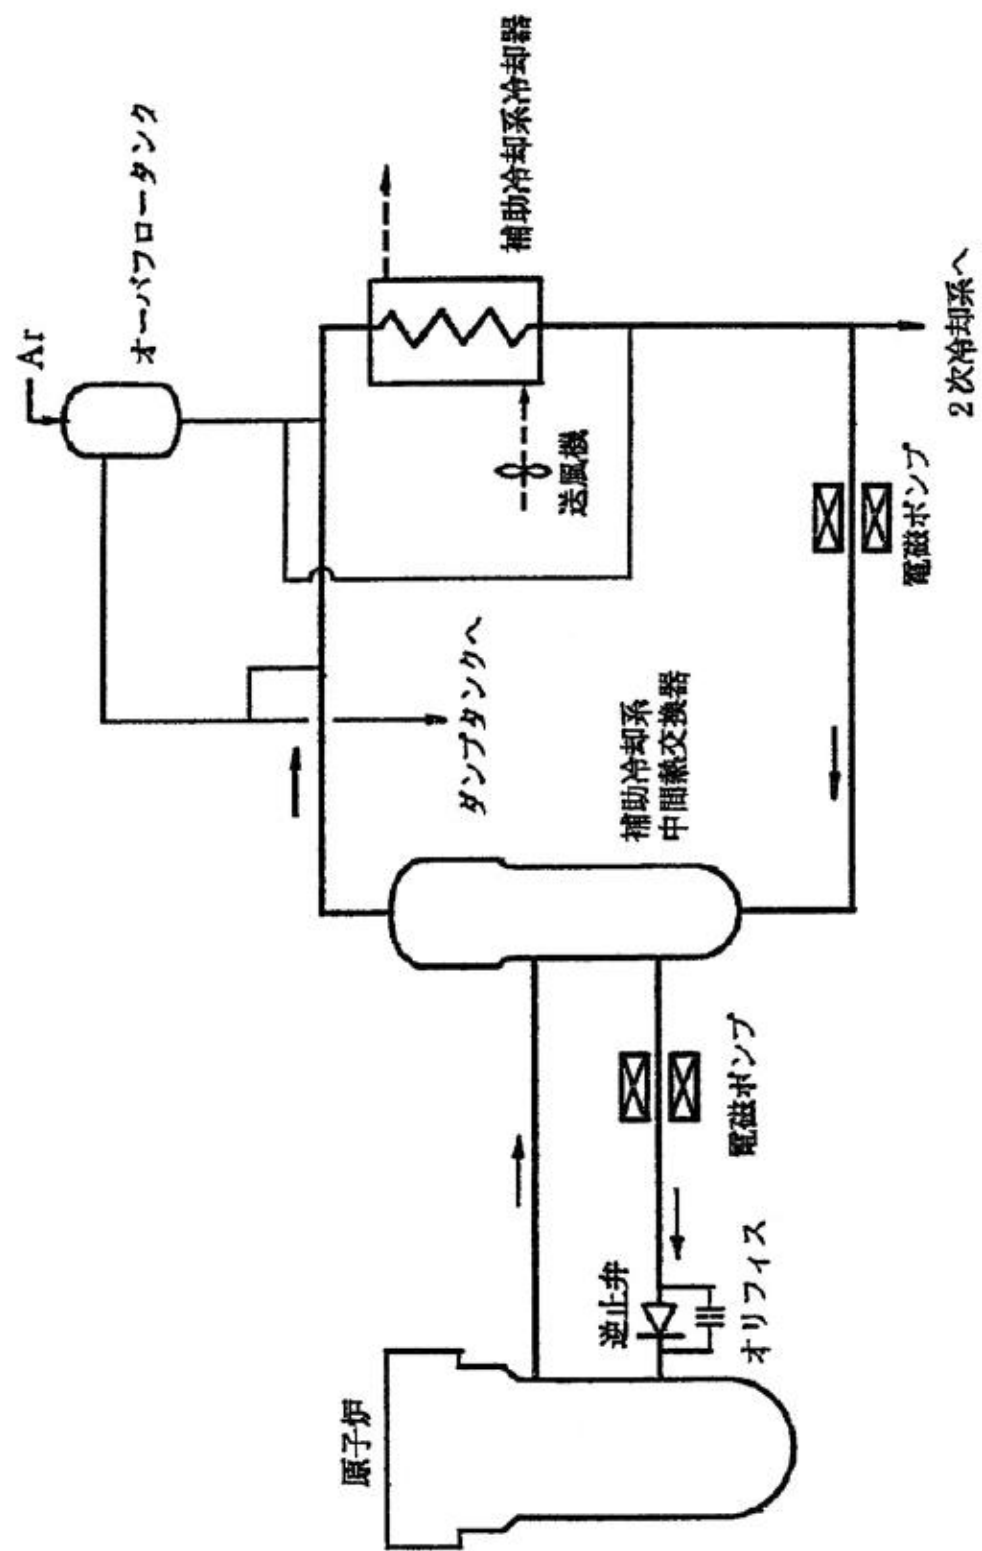 Ar
オーバフロータンク
補助冷却系冷却器
送風機
2次冷却系へ
電磁ポンプ
ダンプタンクへ
補助冷却系
中間熱交換器
電磁ポンプ
逆止弁
オリフィス
原子炉